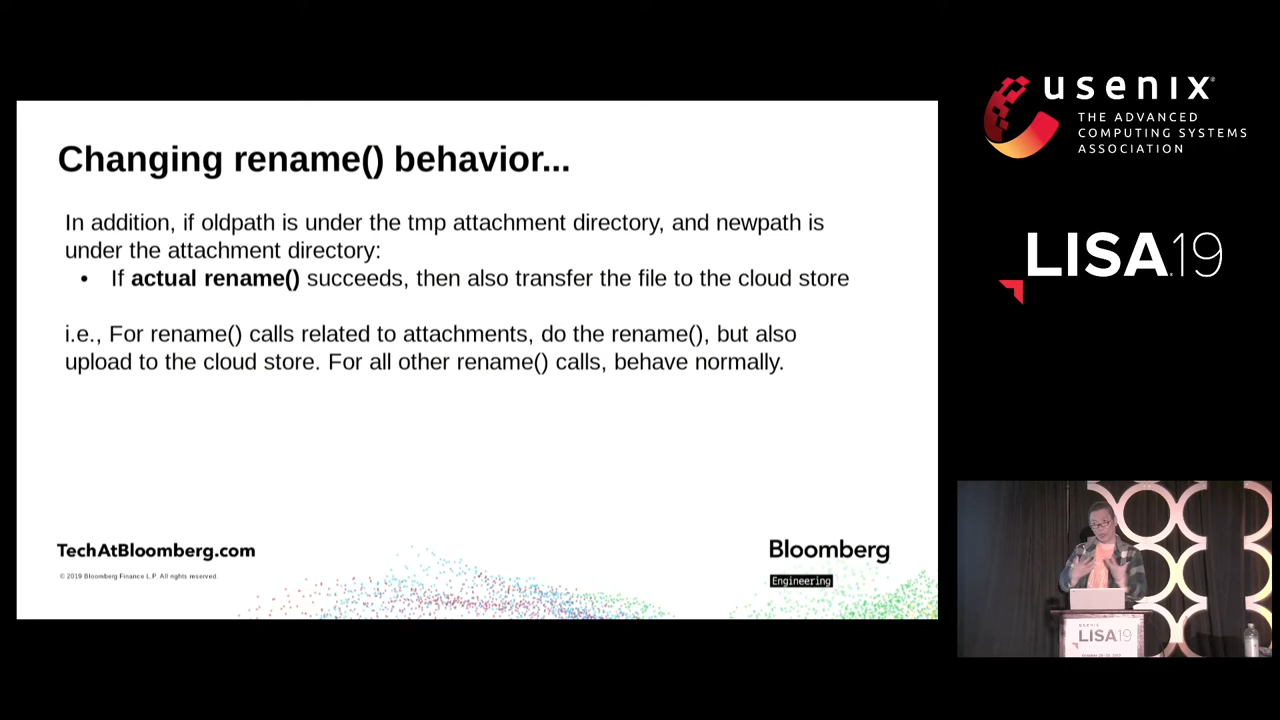 Changing rename() behavior...
In addition, if oldpath is under the tmp attachment directory, and newpath is
under the attachment directory:
• If actual rename() succeeds, then also transfer the file to the cloud store
i.e., For rename() calls related to attachments, do the rename(), but also
upload to the cloud store. For all other rename() calls, behave normally.
TechAtBloomberg.com
© 2019 Bloomberg Finance L.P. All rights reserved.
Bloomberg
Engineering
usenix
THE ADVANCED
COMPUTING SYSTEMS
ASSOCIATION
LISA.19
usenix
LISA19